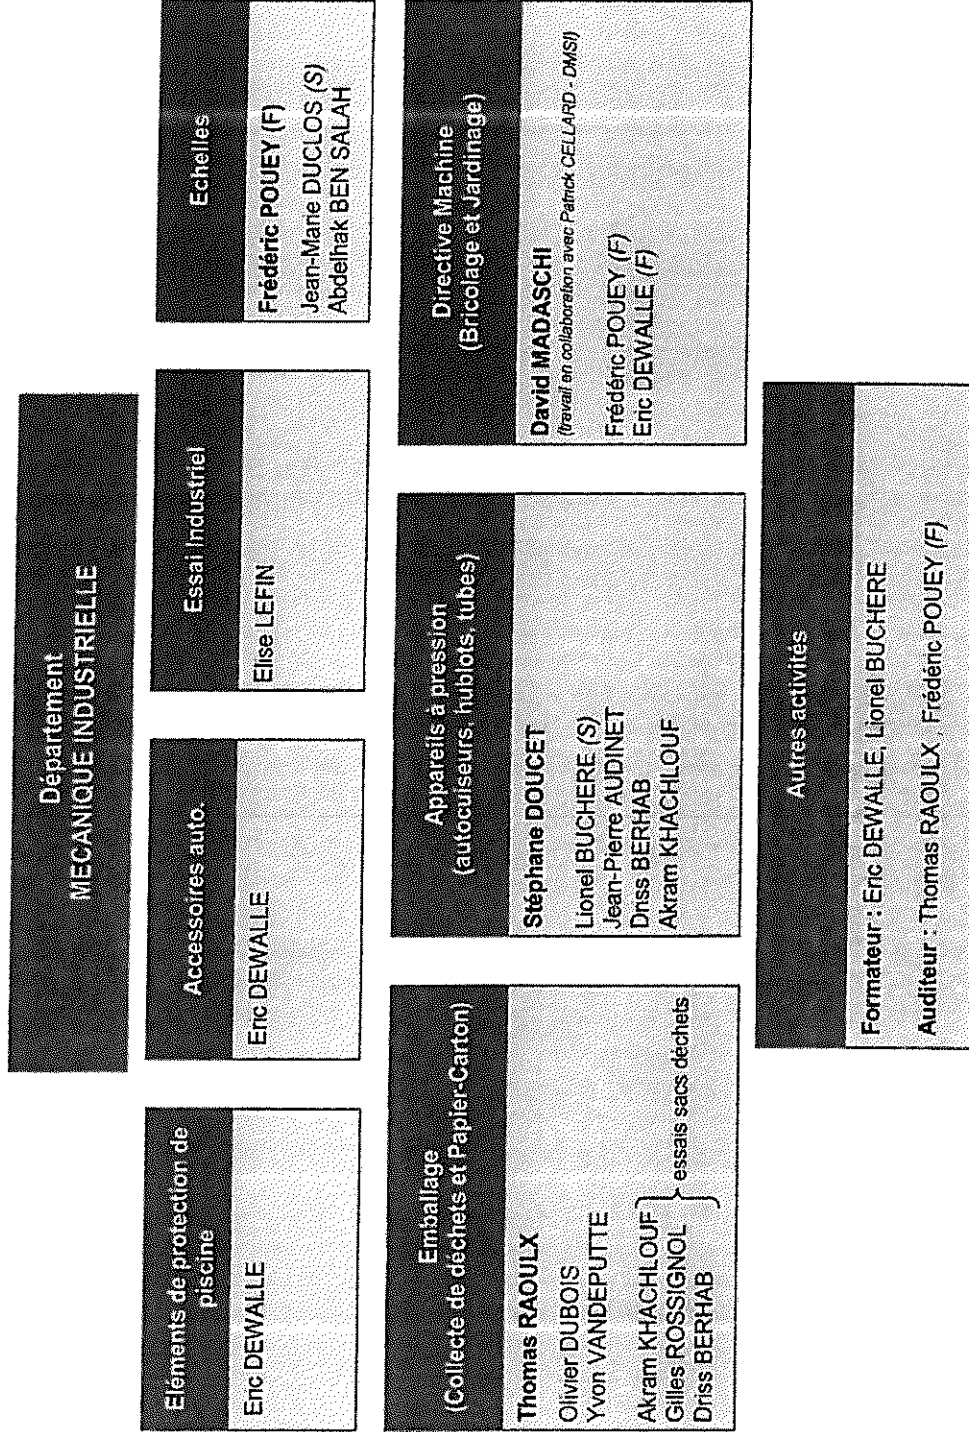 Département
MECANIQUE INDUSTRIELLE
Eléments de protection de
piscine
Eric DEWALLE
Accessoires auto.
Eric DEWALLE
Essai Industriel
Elise LEFIN
Echelles
Frédéric POUEY (F)
Jean-Marie DUCLOS (S)
Abdelhak BEN SALAH
Emballage
(Collecte de déchets et Papier-Carton)
Thomas RAOULX
Olivier DUBOIS
Yvon VANDEPUTTE
Akram KHACHLOUF
Gilles ROSSIGNOL
Driss BERHAB
essais sacs déchets
Appareils à pression
(autocuiseurs, hublots, tubes)
Stéphane DOUCET
Lionel BUCHERE (S)
Jean-Pierre AUDINET
Driss BERHAB
Akram KHACHLOUF
Directive Machine
(Bricolage et Jardinage)
David MADASCHI
(travail en collaboration avec Patrick CELLARD - DMSI)
Frédéric POUEY (F)
Eric DEWALLE (F)
Autres activités
Formateur : Eric DEWALLE, Lionel BUCHERE
Auditeur : Thomas RAOULX , Frédéric POUEY (F)